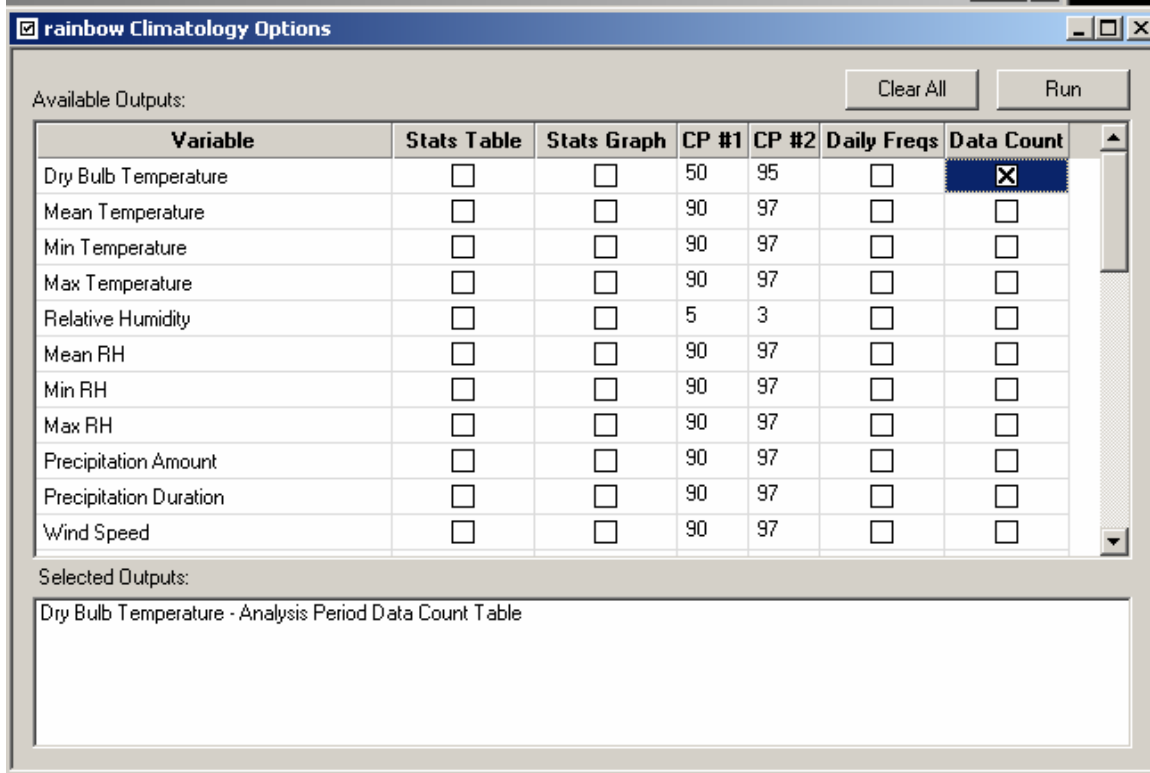 rainbow Climatology Options
Clear All Run
Available Outputs:
Variable Stats Table Stats Graph CP #1 CP #2 Daily Freqs Data Count
Dry Bulb Temperature 50 95
Mean Temperature 90 97
Min Temperature 90 97
Max Temperature 90 97
Relative Humidity 5 3
Mean RH 90 97
Min RH 90 97
Max RH 90 97
Precipitation Amount 90 97
Precipitation Duration 90 97
Wind Speed 90 97
Selected Outputs:
Dry Bulb Temperature - Analysis Period Data Count Table